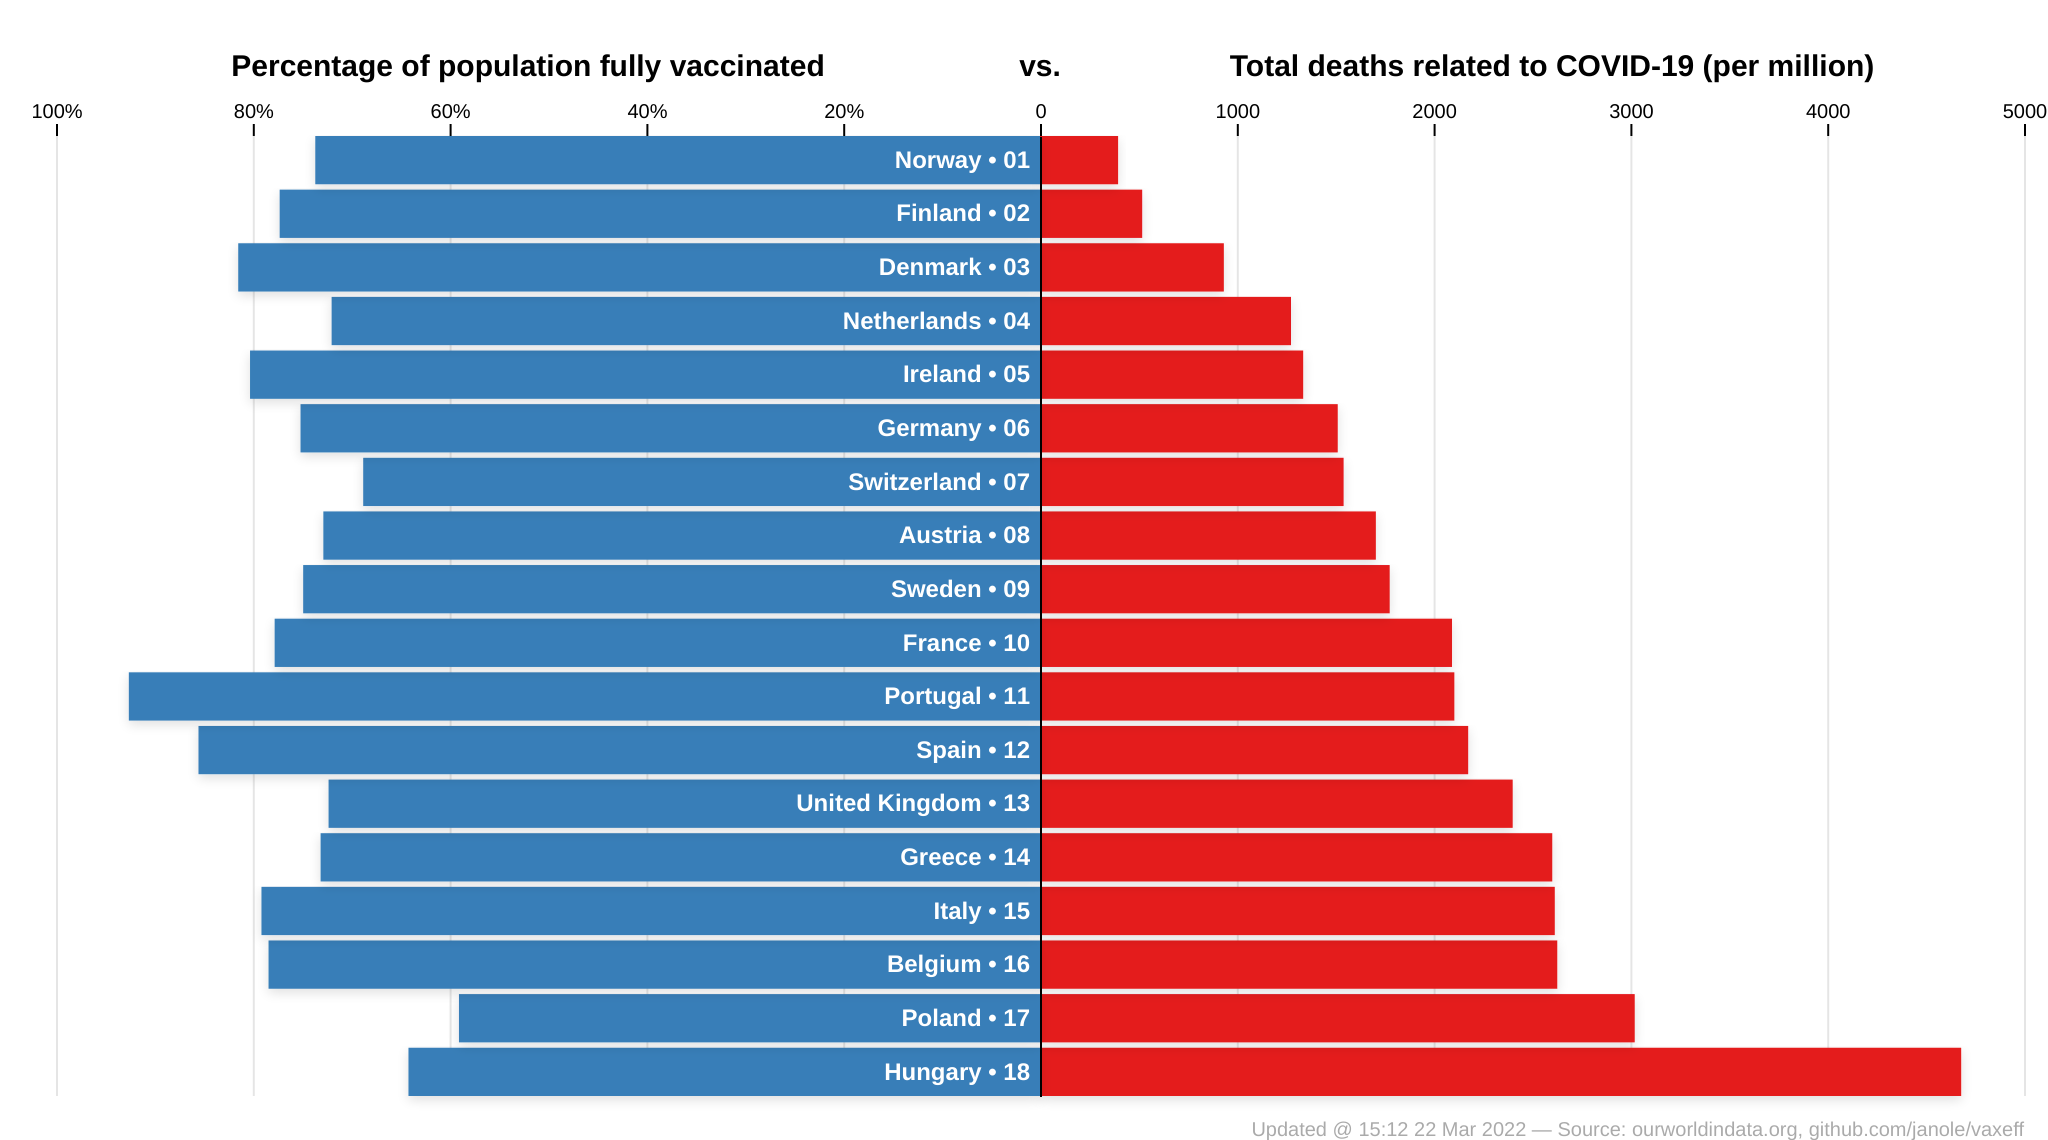 Percentage of population fully vaccinated vs. Total deaths related to COVID-19 (per million)
100% 80% 60% 40% 20% 0 1000 2000 3000 4000 5000
Norway • 01
Finland • 02
Denmark • 03
Netherlands • 04
Ireland • 05
Germany • 06
Switzerland • 07
Austria • 08
Sweden • 09
France • 10
Portugal • 11
Spain • 12
United Kingdom • 13
Greece • 14
Italy • 15
Belgium • 16
Poland • 17
Hungary • 18
Updated @ 15:12 22 Mar 2022 — Source: ourworldindata.org, github.com/janole/vaxeff